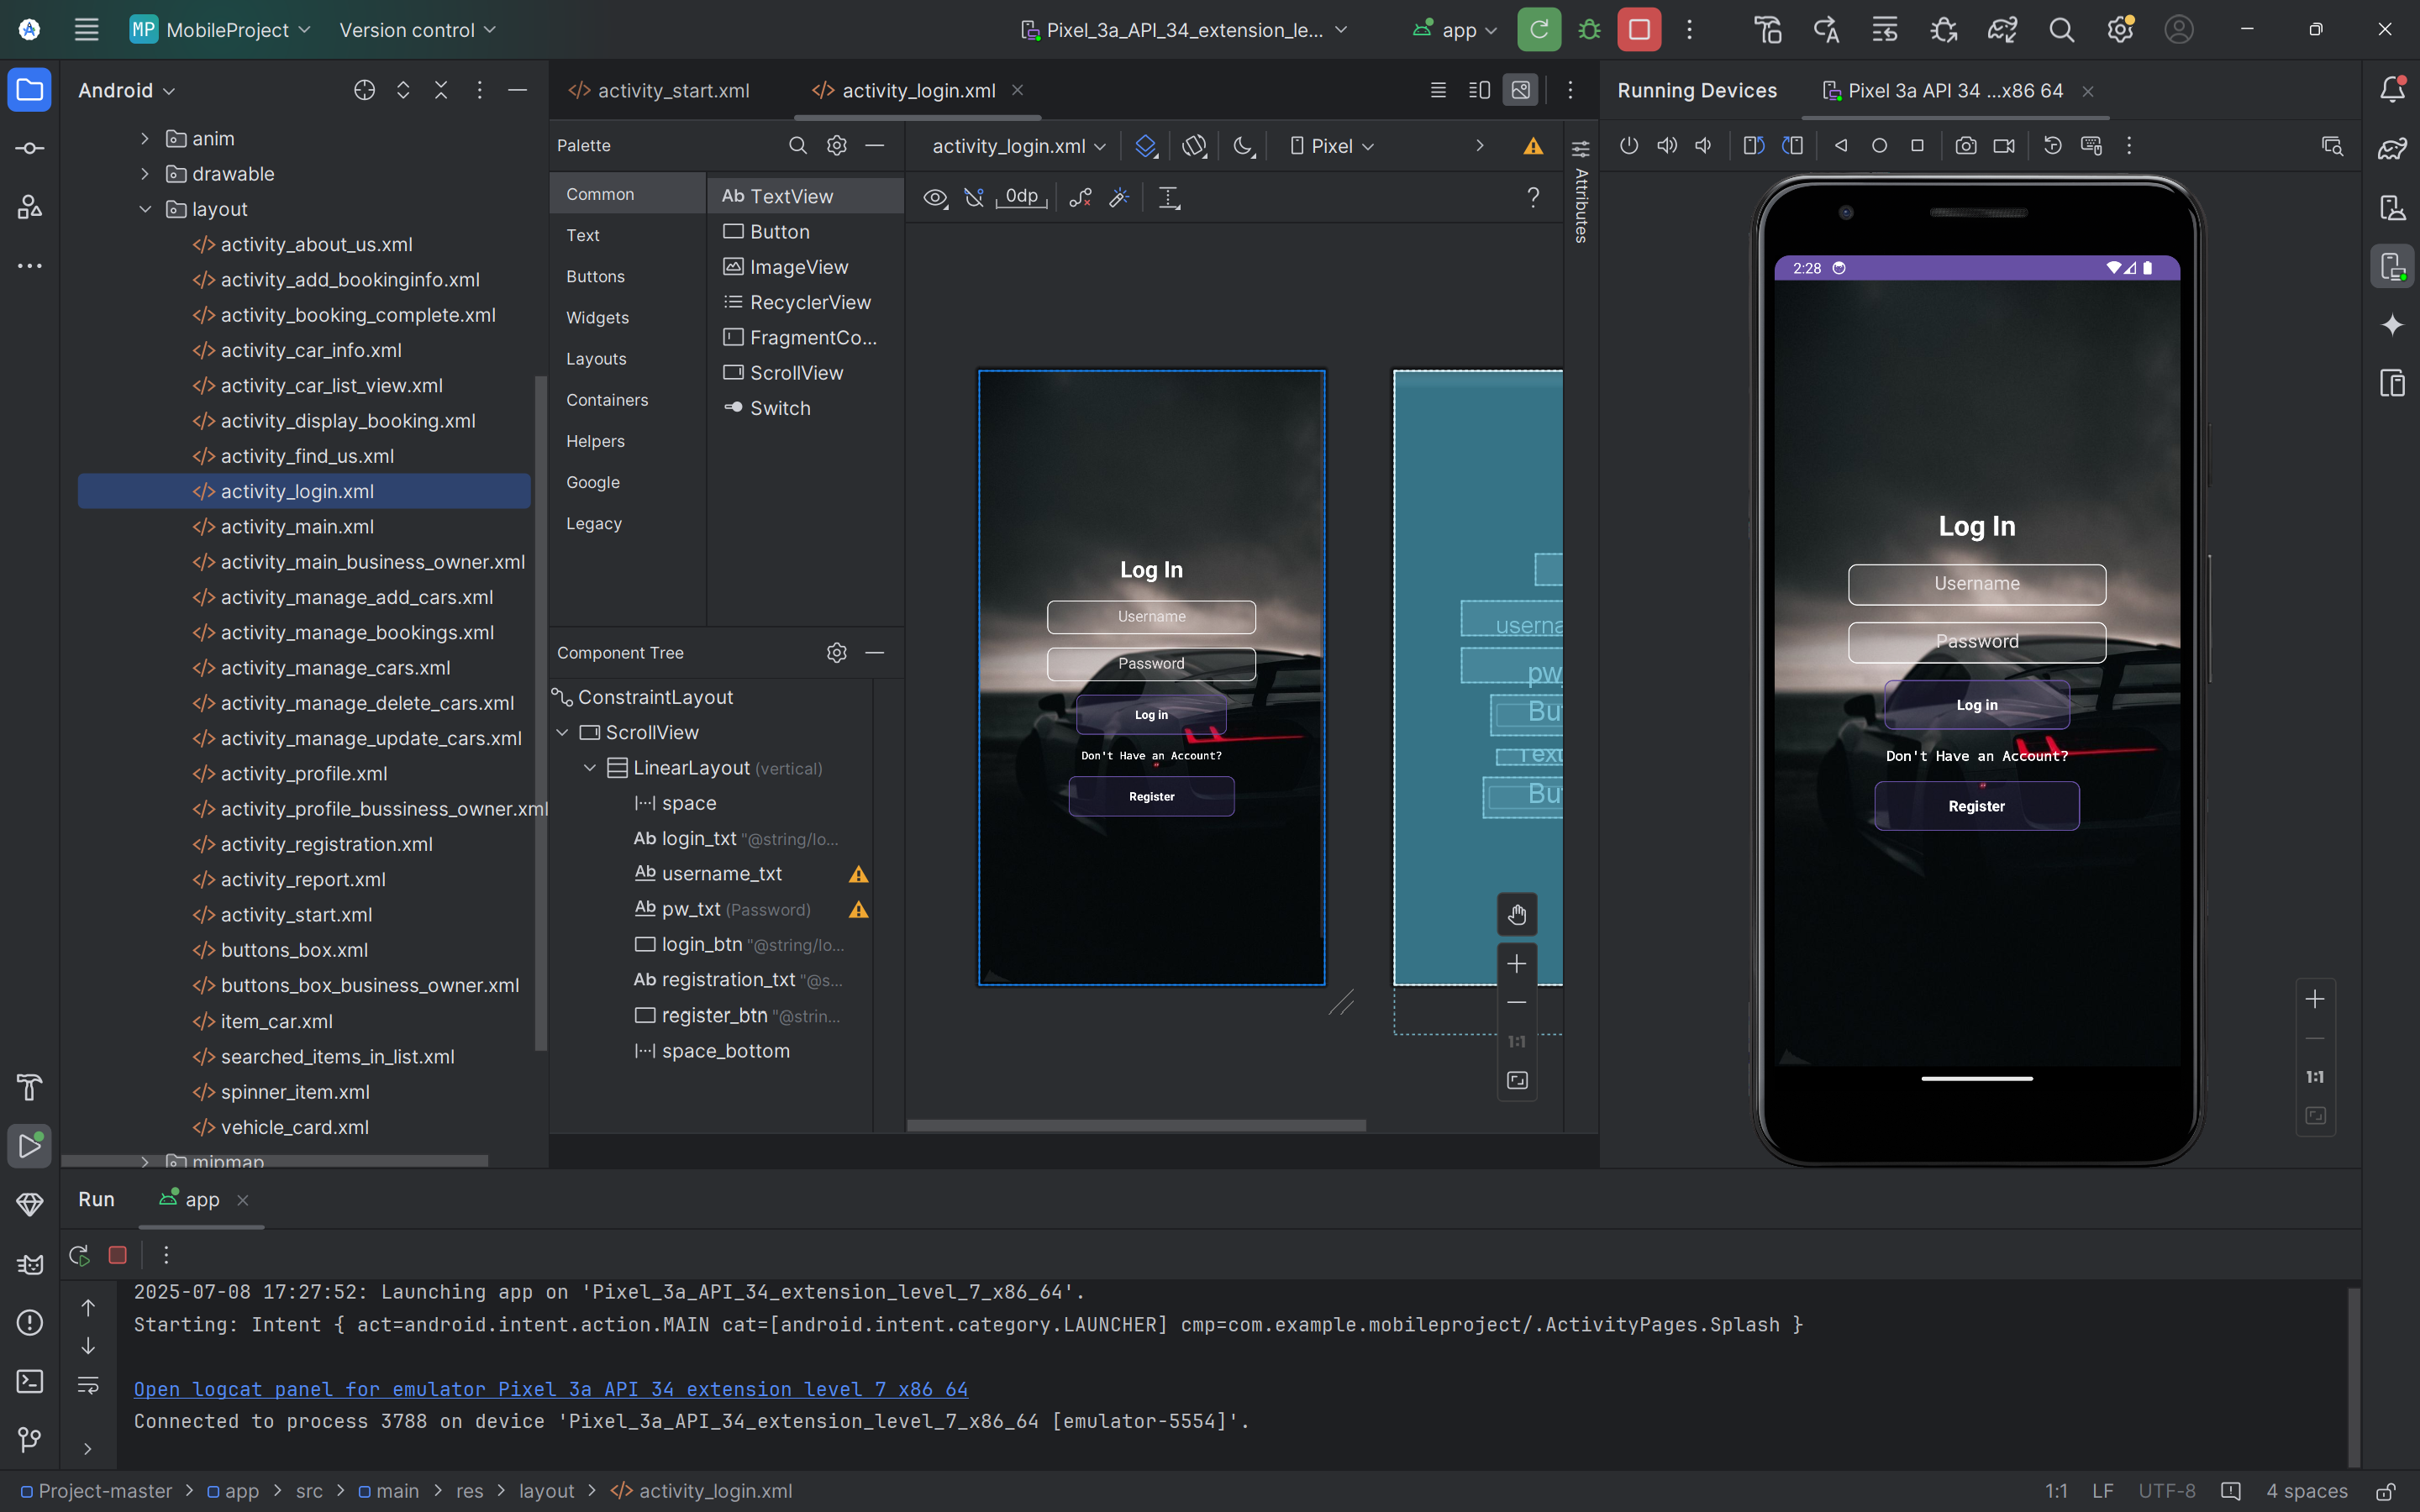 MP MobileProject
Version control
Pixel_3a_API_34_extension_le...
app
Android
activity_start.xml
activity_login.xml
Running Devices
Pixel 3a API 34 ...x86 64
anim
drawable
layout
activity_about_us.xml
activity_add_bookinginfo.xml
activity_booking_complete.xml
activity_car_info.xml
activity_car_list_view.xml
activity_display_booking.xml
activity_find_us.xml
activity_login.xml
activity_main.xml
activity_main_business_owner.xml
activity_manage_add_cars.xml
activity_manage_bookings.xml
activity_manage_cars.xml
activity_manage_delete_cars.xml
activity_manage_update_cars.xml
activity_profile.xml
activity_profile_bussiness_owner.xml
activity_registration.xml
activity_report.xml
activity_start.xml
buttons_box.xml
buttons_box_business_owner.xml
item_car.xml
searched_items_in_list.xml
spinner_item.xml
vehicle_card.xml
mipmap
Palette
Common
Text
Buttons
Widgets
Layouts
Containers
Helpers
Google
Legacy
Ab TextView
Button
ImageView
RecyclerView
FragmentCo...
ScrollView
Switch
Component Tree
ConstraintLayout
ScrollView
LinearLayout (vertical)
space
Ab login_txt "@string/lo...
Ab username_txt
Ab pw_txt (Password)
login_btn "@string/lo...
Ab registration_txt "@s...
register_btn "@strin...
space_bottom
activity_login.xml
Pixel
0dp
?
Attributes
Log In
Username
Password
Log in
Don't Have an Account?
Register
userna
pw_
Bu
Text
Bu
1:1
2:28
Log In
Username
Password
Log in
Don't Have an Account?
Register
1:1
Run
app
2025-07-08 17:27:52: Launching app on 'Pixel_3a_API_34_extension_level_7_x86_64'.
Starting: Intent { act=android.intent.action.MAIN cat=[android.intent.category.LAUNCHER] cmp=com.example.mobileproject/.ActivityPages.Splash }
Open logcat panel for emulator Pixel 3a API 34 extension level 7 x86 64
Connected to process 3788 on device 'Pixel_3a_API_34_extension_level_7_x86_64 [emulator-5554]'.
Project-master > app > src > main > res > layout > activity_login.xml
1:1
LF
UTF-8
4 spaces